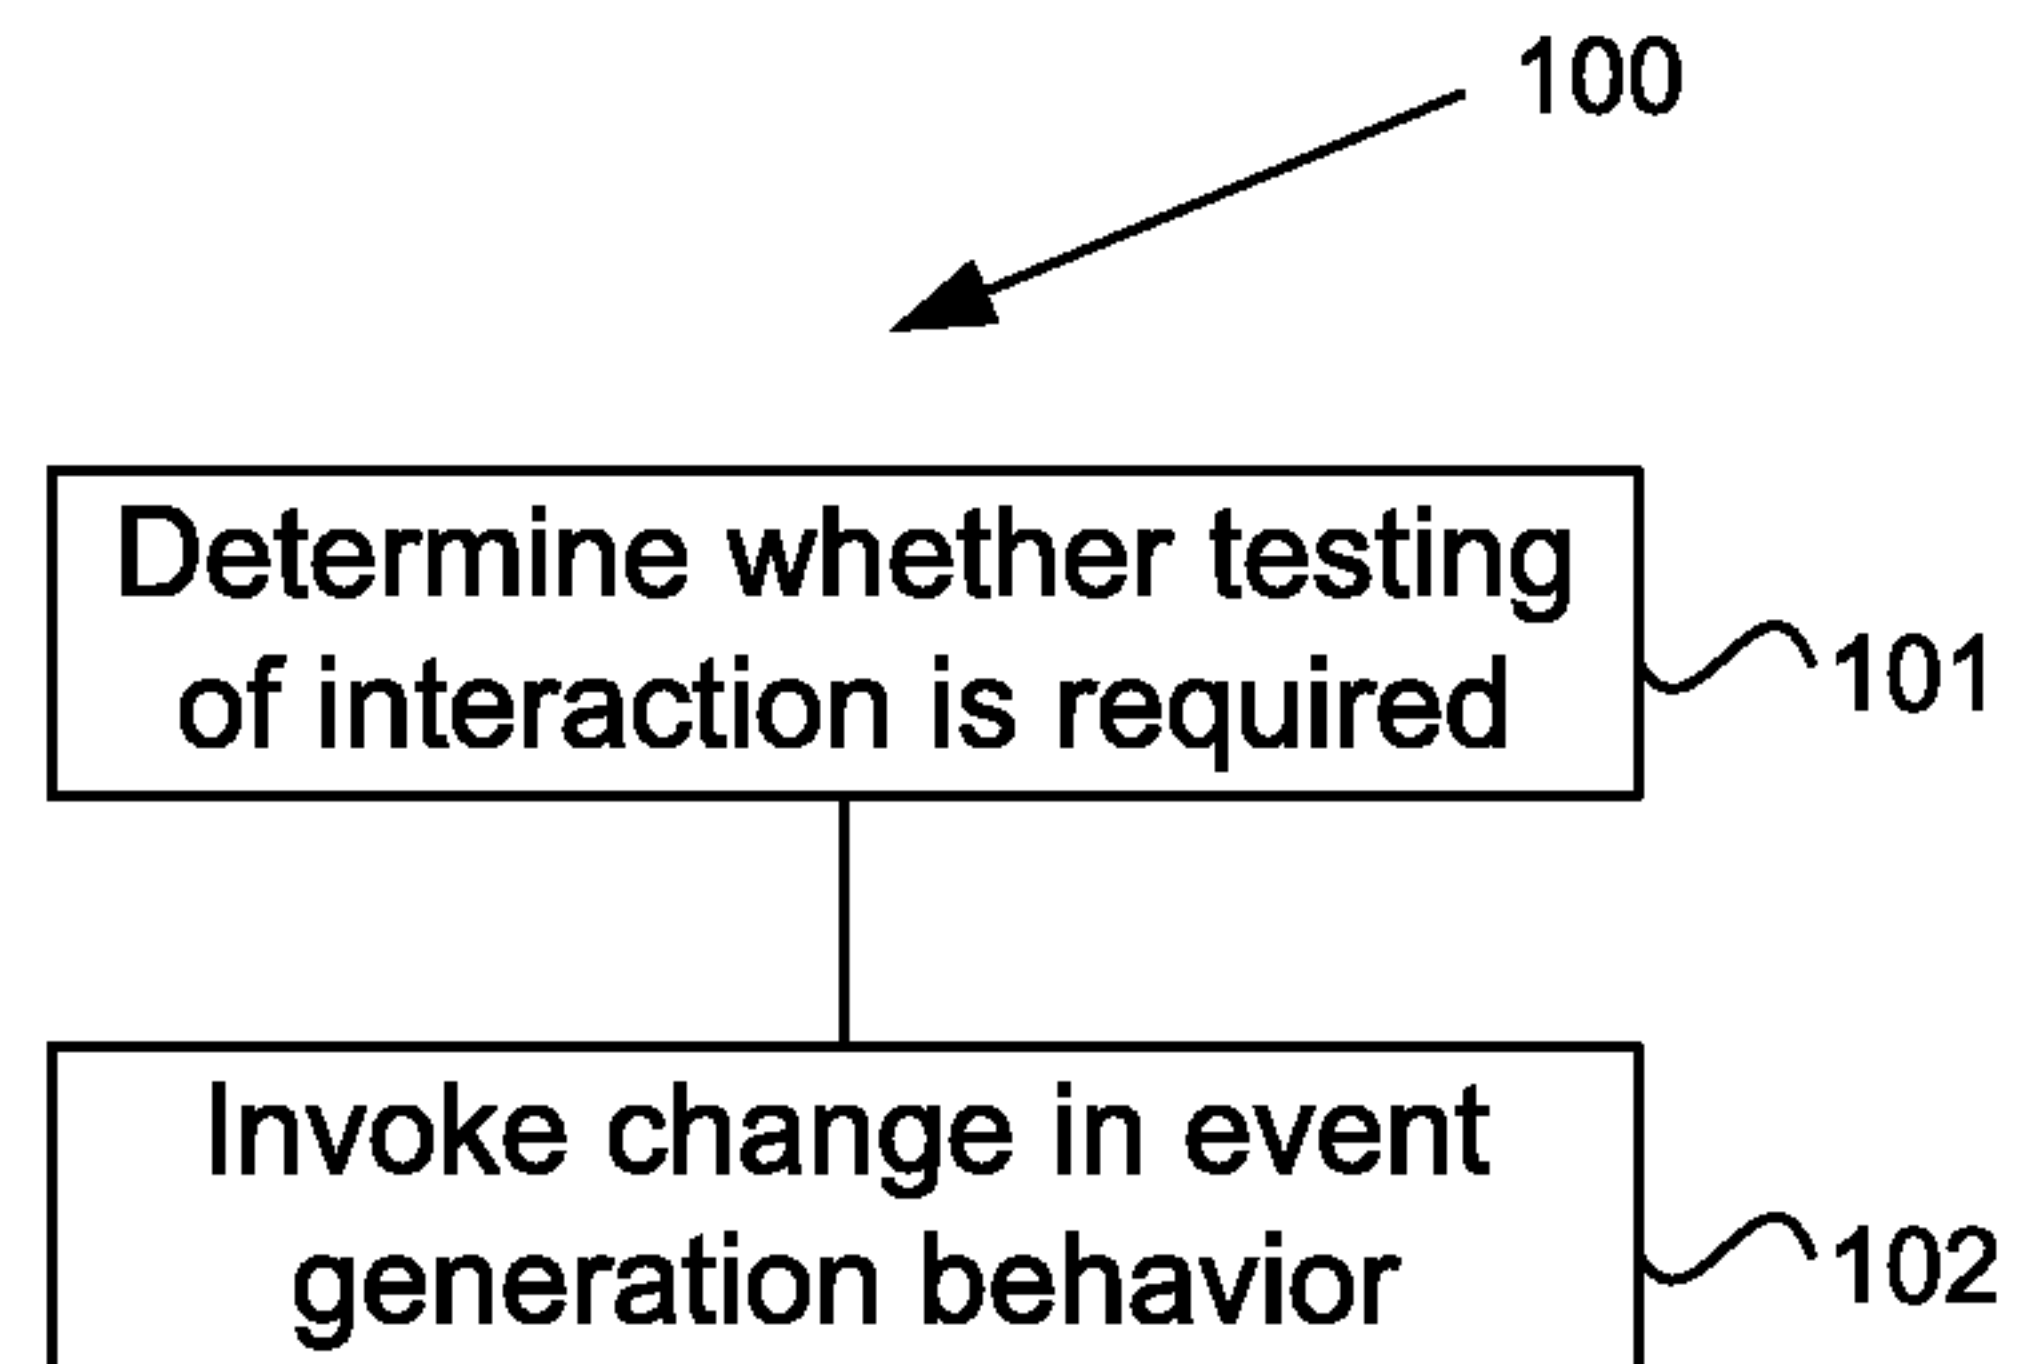 100
Determine whether testing
of interaction is required
101
Invoke change in event
generation behavior
102